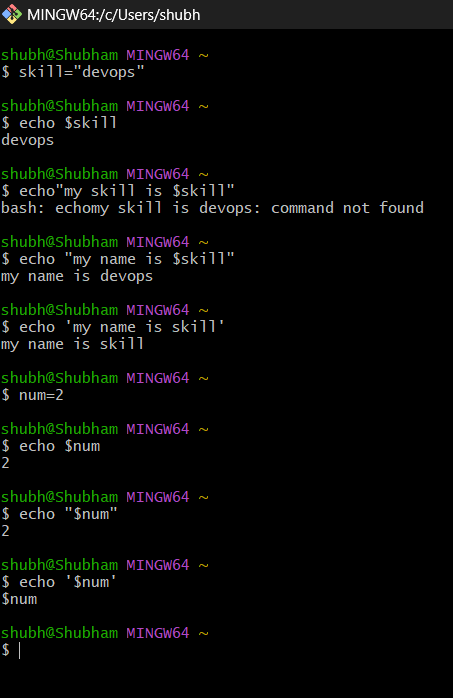 MINGW64:/c/Users/shubh
shubh@Shubham MINGW64 ~
$ skill="devops"
shubh@Shubham MINGW64 ~
$ echo $skill
devops
shubh@Shubham MINGW64 ~
$ echo"my skill is $skill"
bash: echomy skill is devops: command not found
shubh@Shubham MINGW64 ~
$ echo "my name is $skill"
my name is devops
shubh@Shubham MINGW64 ~
$ echo 'my name is skill'
my name is skill
shubh@Shubham MINGW64 ~
$ num=2
shubh@Shubham MINGW64 ~
$ echo $num
2
shubh@Shubham MINGW64 ~
$ echo "$num"
2
shubh@Shubham MINGW64 ~
$ echo '$num'
$num
shubh@Shubham MINGW64 ~
$